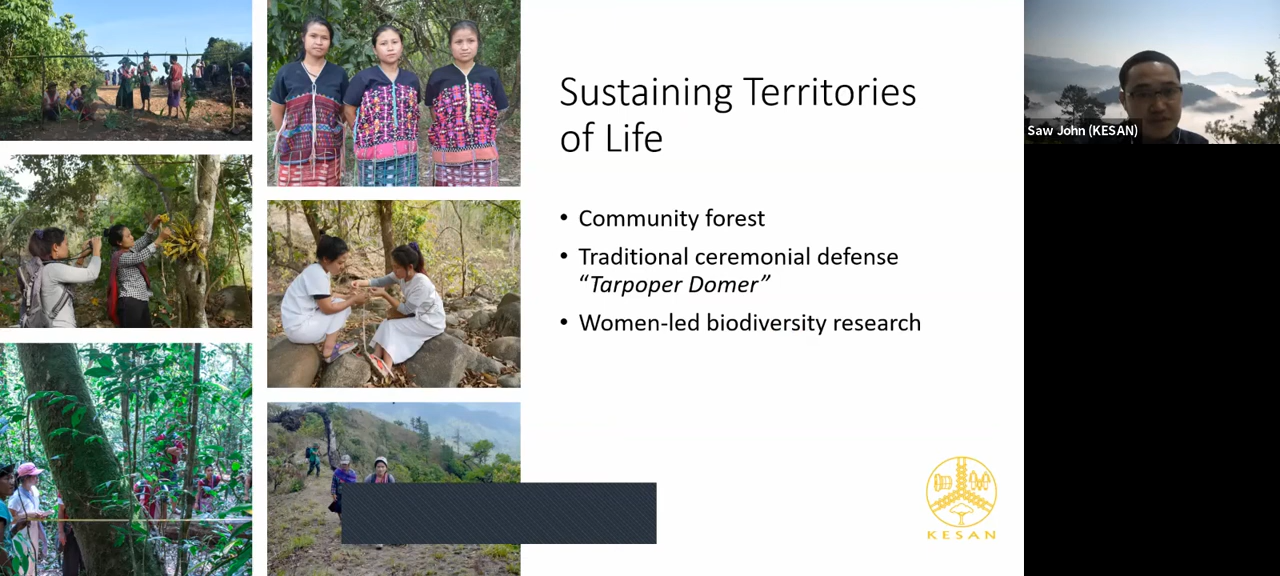 Sustaining Territories
of Life
• Community forest
• Traditional ceremonial defense
“Tarpoper Domer”
• Women-led biodiversity research
KESAN
Saw John (KESAN)